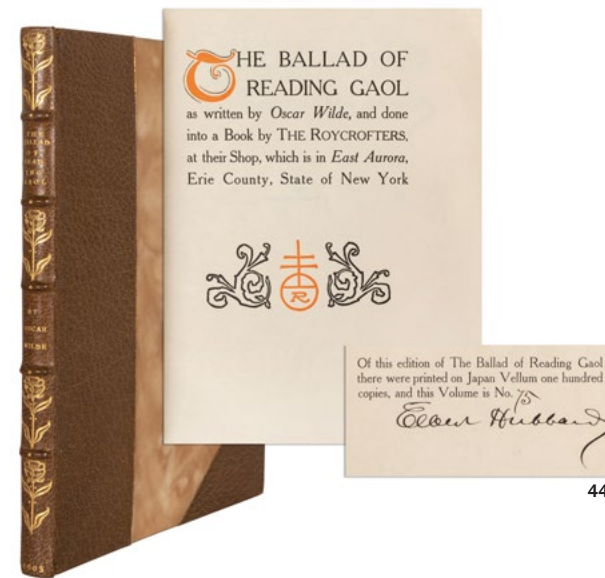 THE
BALLAD
OF
READ
ING
GAOL
BY
OSCAR
WILDE
1905
THE BALLAD OF
READING GAOL
as written by Oscar Wilde, and done
into a Book by THE ROYCROFTERS,
at their Shop, which is in East Aurora,
Erie County, State of New York
R
Of this edition of The Ballad of Reading Gaol
there were printed on Japan Vellum one hundred
copies, and this Volume is No. 75
Elbert Hubbard
44